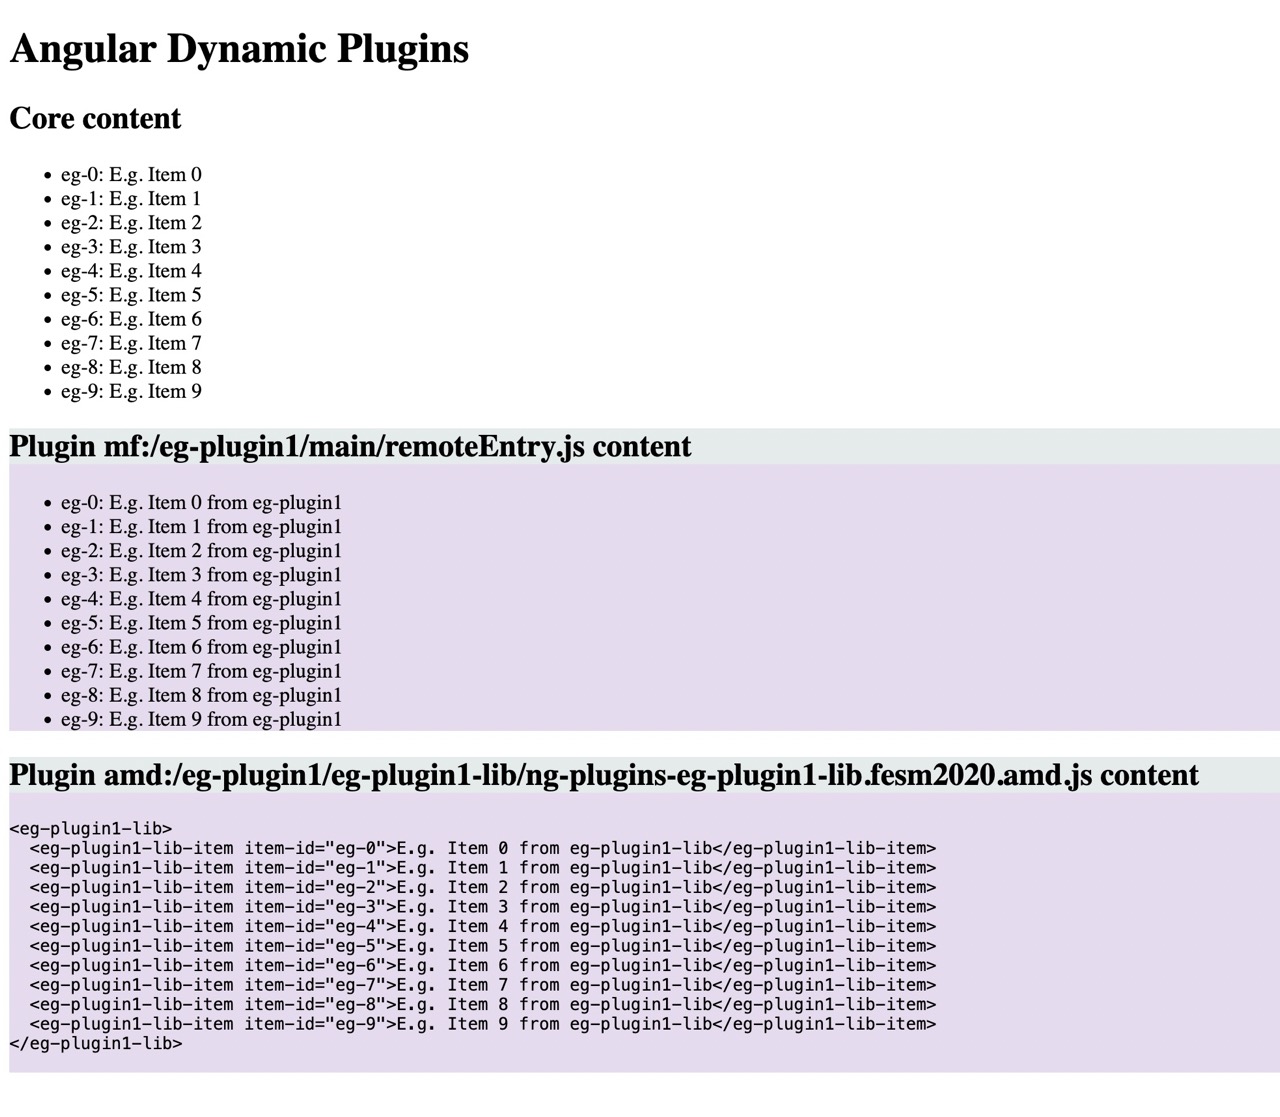 Angular Dynamic Plugins
Core content
• eg-0: E.g. Item 0
• eg-1: E.g. Item 1
• eg-2: E.g. Item 2
• eg-3: E.g. Item 3
• eg-4: E.g. Item 4
• eg-5: E.g. Item 5
• eg-6: E.g. Item 6
• eg-7: E.g. Item 7
• eg-8: E.g. Item 8
• eg-9: E.g. Item 9
Plugin mf:/eg-plugin1/main/remoteEntry.js content
• eg-0: E.g. Item 0 from eg-plugin1
• eg-1: E.g. Item 1 from eg-plugin1
• eg-2: E.g. Item 2 from eg-plugin1
• eg-3: E.g. Item 3 from eg-plugin1
• eg-4: E.g. Item 4 from eg-plugin1
• eg-5: E.g. Item 5 from eg-plugin1
• eg-6: E.g. Item 6 from eg-plugin1
• eg-7: E.g. Item 7 from eg-plugin1
• eg-8: E.g. Item 8 from eg-plugin1
• eg-9: E.g. Item 9 from eg-plugin1
Plugin amd:/eg-plugin1/eg-plugin1-lib/ng-plugins-eg-plugin1-lib.fesm2020.amd.js content
<eg-plugin1-lib>
  <eg-plugin1-lib-item item-id="eg-0">E.g. Item 0 from eg-plugin1-lib</eg-plugin1-lib-item>
  <eg-plugin1-lib-item item-id="eg-1">E.g. Item 1 from eg-plugin1-lib</eg-plugin1-lib-item>
  <eg-plugin1-lib-item item-id="eg-2">E.g. Item 2 from eg-plugin1-lib</eg-plugin1-lib-item>
  <eg-plugin1-lib-item item-id="eg-3">E.g. Item 3 from eg-plugin1-lib</eg-plugin1-lib-item>
  <eg-plugin1-lib-item item-id="eg-4">E.g. Item 4 from eg-plugin1-lib</eg-plugin1-lib-item>
  <eg-plugin1-lib-item item-id="eg-5">E.g. Item 5 from eg-plugin1-lib</eg-plugin1-lib-item>
  <eg-plugin1-lib-item item-id="eg-6">E.g. Item 6 from eg-plugin1-lib</eg-plugin1-lib-item>
  <eg-plugin1-lib-item item-id="eg-7">E.g. Item 7 from eg-plugin1-lib</eg-plugin1-lib-item>
  <eg-plugin1-lib-item item-id="eg-8">E.g. Item 8 from eg-plugin1-lib</eg-plugin1-lib-item>
  <eg-plugin1-lib-item item-id="eg-9">E.g. Item 9 from eg-plugin1-lib</eg-plugin1-lib-item>
</eg-plugin1-lib>